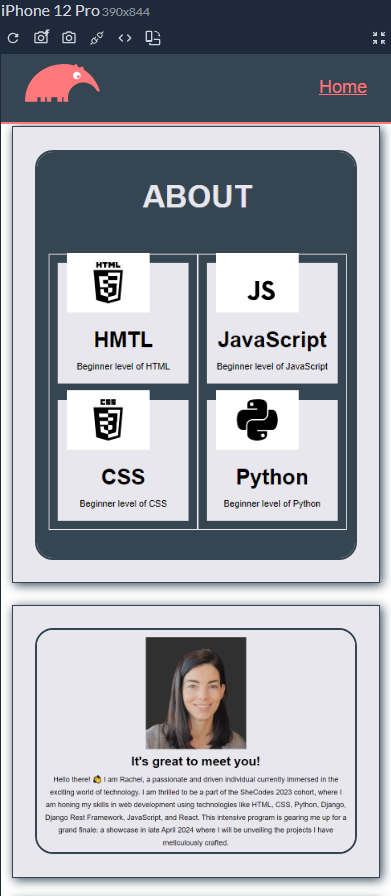 iPhone 12 Pro 390x844
Home
ABOUT
HTML
HMTL
Beginner level of HTML
JS
JavaScript
Beginner level of JavaScript
CSS
CSS
Beginner level of CSS
Python
Beginner level of Python
It's great to meet you!
Hello there! I am Rachel, a passionate and driven individual currently immersed in the
exciting world of technology. I am thrilled to be a part of the SheCodes 2023 cohort, where I
am honing my skills in web development using technologies like HTML, CSS, Python, Django,
Django Rest Framework, JavaScript, and React. This intensive program is gearing me up for a
grand finale: a showcase in late April 2024 where I will be unveiling the projects I have
meticulously crafted.